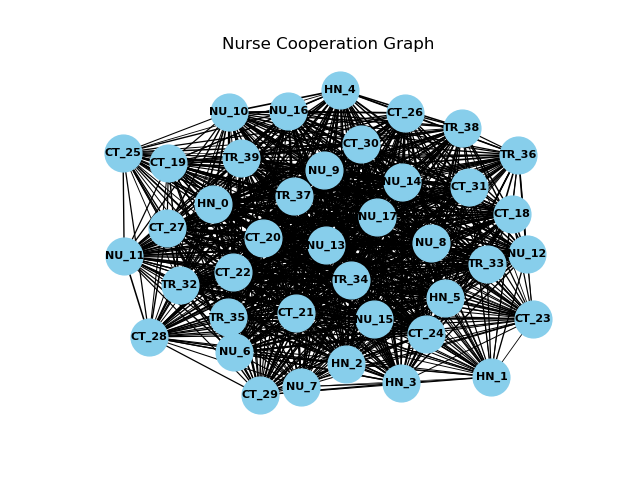 Nurse Cooperation Graph
HN_4
NU_10
NU_16
CT_26
TR_38
CT_30
CT_25
CT_19
TR_39
TR_36
NU_9
NU_14
CT_31
TR_37
HN_0
CT_18
NU_17
CT_27
CT_20
NU_13
NU_8
NU_11
NU_12
TR_33
CT_22
TR_32
TR_34
HN_5
CT_21
TR_35
NU_15
CT_23
CT_24
CT_28
NU_6
HN_2
HN_1
HN_3
NU_7
CT_29